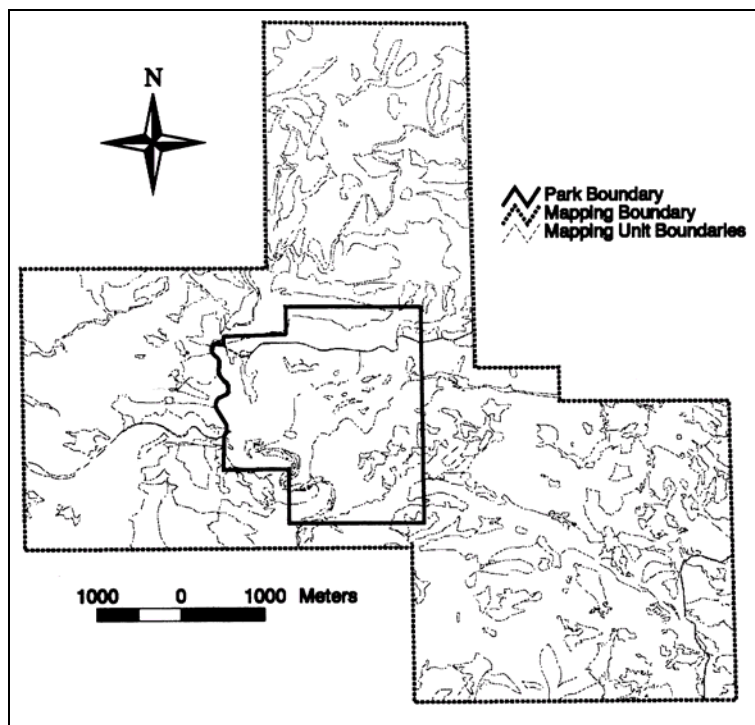 N
Park Boundary
Mapping Boundary
Mapping Unit Boundaries
1000 0 1000 Meters